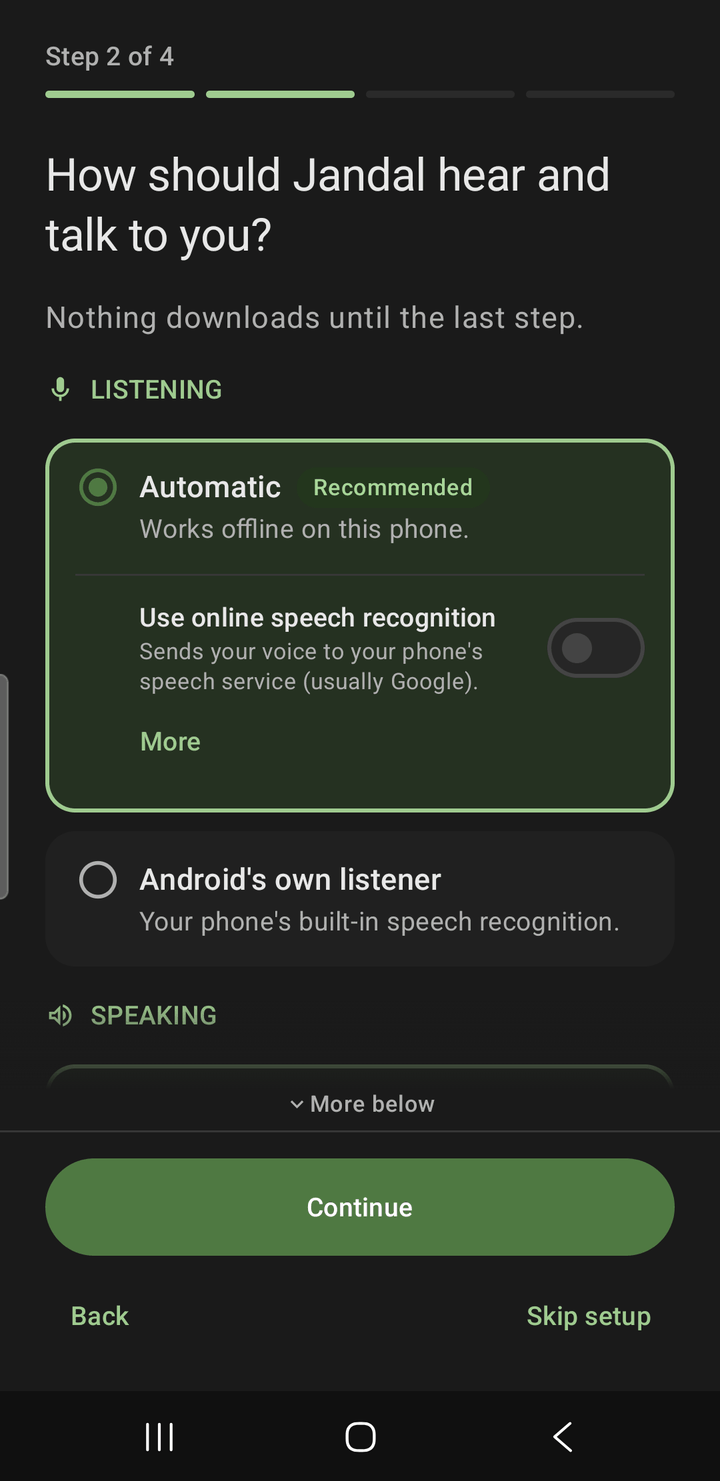 Step 2 of 4
How should Jandal hear and
talk to you?
Nothing downloads until the last step.
LISTENING
Automatic Recommended
Works offline on this phone.
Use online speech recognition
Sends your voice to your phone's
speech service (usually Google).
More
Android's own listener
Your phone's built-in speech recognition.
SPEAKING
More below
Continue
Back Skip setup